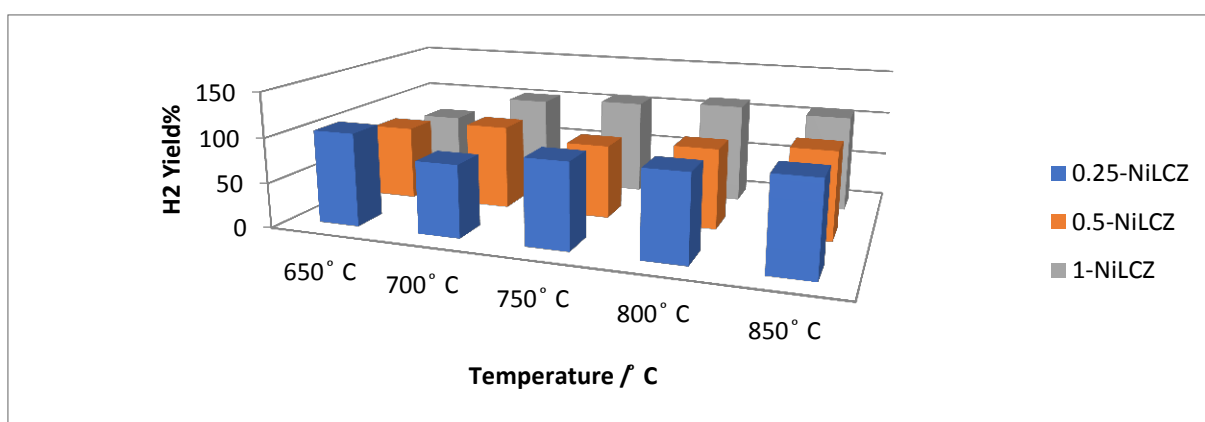 H2 Yield%
150
100
50
0
650° C
700° C
750° C
800° C
850° C
Temperature /° C
0.25-NiLCZ
0.5-NiLCZ
1-NiLCZ